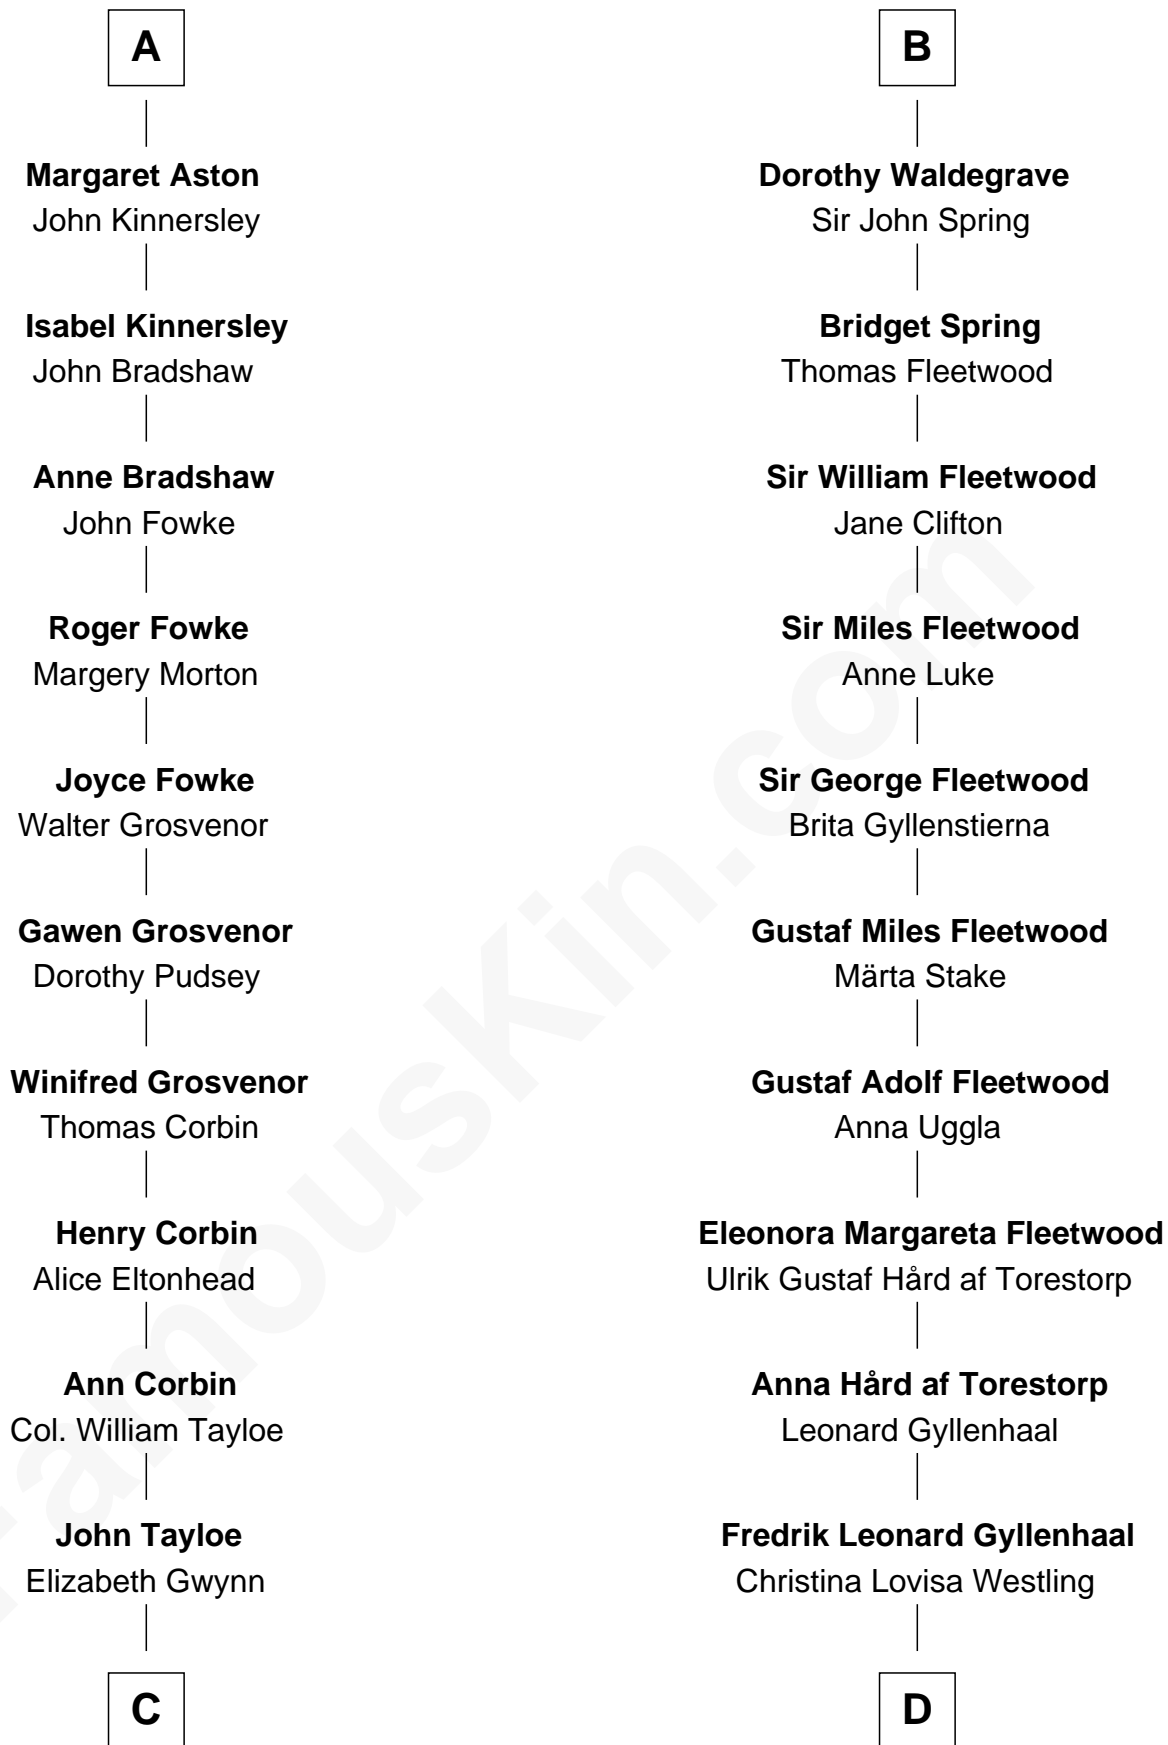 A
Margaret Aston
John Kinnersley
Isabel Kinnersley
John Bradshaw
Anne Bradshaw
John Fowke
Roger Fowke
Margery Morton
Joyce Fowke
Walter Grosvenor
Gawen Grosvenor
Dorothy Pudsey
Winifred Grosvenor
Thomas Corbin
Henry Corbin
Alice Eltonhead
Ann Corbin
Col. William Tayloe
John Tayloe
Elizabeth Gwynn
C
B
Dorothy Waldegrave
Sir John Spring
Bridget Spring
Thomas Fleetwood
Sir William Fleetwood
Jane Clifton
Sir Miles Fleetwood
Anne Luke
Sir George Fleetwood
Brita Gyllenstierna
Gustaf Miles Fleetwood
Märta Stake
Gustaf Adolf Fleetwood
Anna Uggla
Eleonora Margareta Fleetwood
Ulrik Gustaf Hård af Torestorp
Anna Hård af Torestorp
Leonard Gyllenhaal
Fredrik Leonard Gyllenhaal
Christina Lovisa Westling
D
FamousKin.com